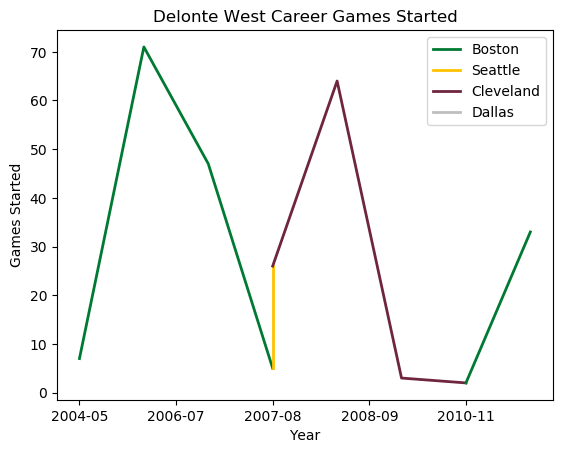 Delonte West Career Games Started
Games Started
70
60
50
40
30
20
10
0
Boston
Seattle
Cleveland
Dallas
2004-05
2006-07
2007-08
2008-09
2010-11
Year